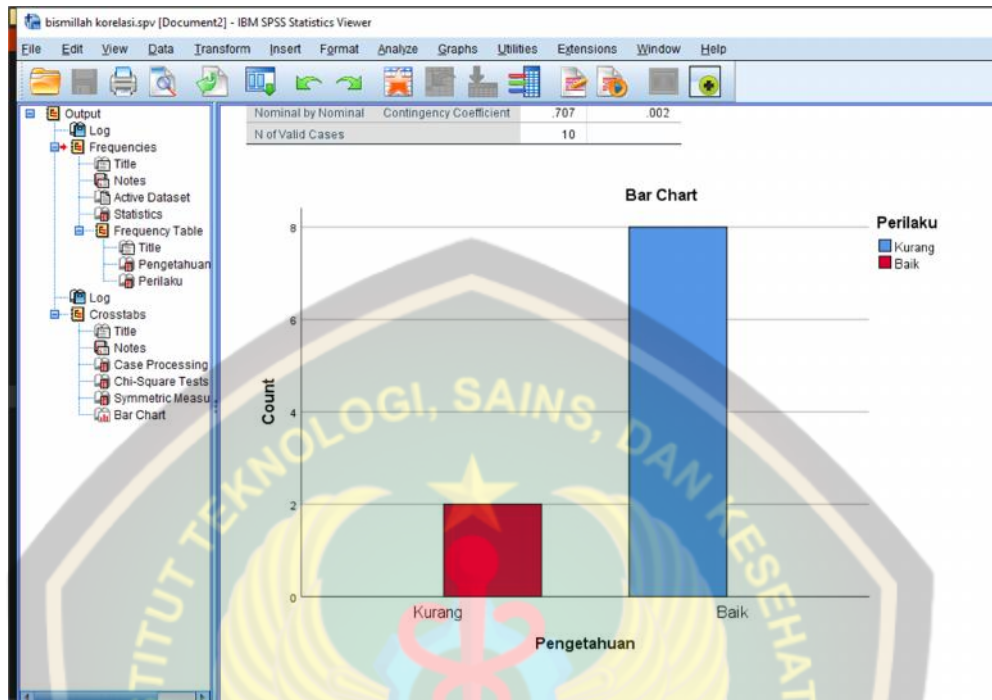 bismillah korelasi.spv [Document2] - IBM SPSS Statistics Viewer
File Edit View Data Transform Insert Format Analyze Graphs Utilities Extensions Window Help
Output
Log
Frequencies
Title
Notes
Active Dataset
Statistics
Frequency Table
Title
Pengetahuan
Perilaku
Log
Crosstabs
Title
Notes
Case Processing
Chi-Square Tests
Symmetric Measu
Bar Chart
Nominal by Nominal Contingency Coefficient .707 .002
N of Valid Cases 10
Bar Chart
Perilaku
Kurang
Baik
Count
8
6
4
2
0
Kurang Baik
Pengetahuan
TITUT TEKNOLOGI, SAINS, DAN KESEHAT